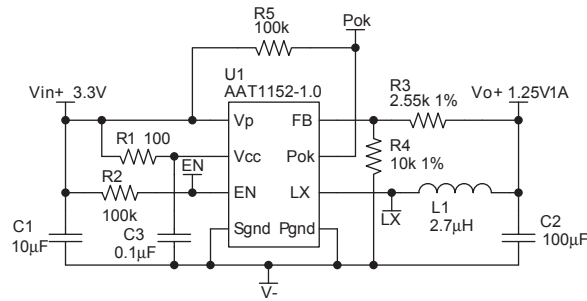 R5
100k
Pok
U1
AAT1152-1.0
Vin+ 3.3V
R3
2.55k 1%
Vo+ 1.25V1A
Vp
FB
R1 100
R4
10k 1%
Vcc
Pok
EN
R2
100k
EN
LX
LX
L1
2.7μH
C1
10μF
C3
0.1μF
Sgnd
Pgnd
C2
100μF
V-